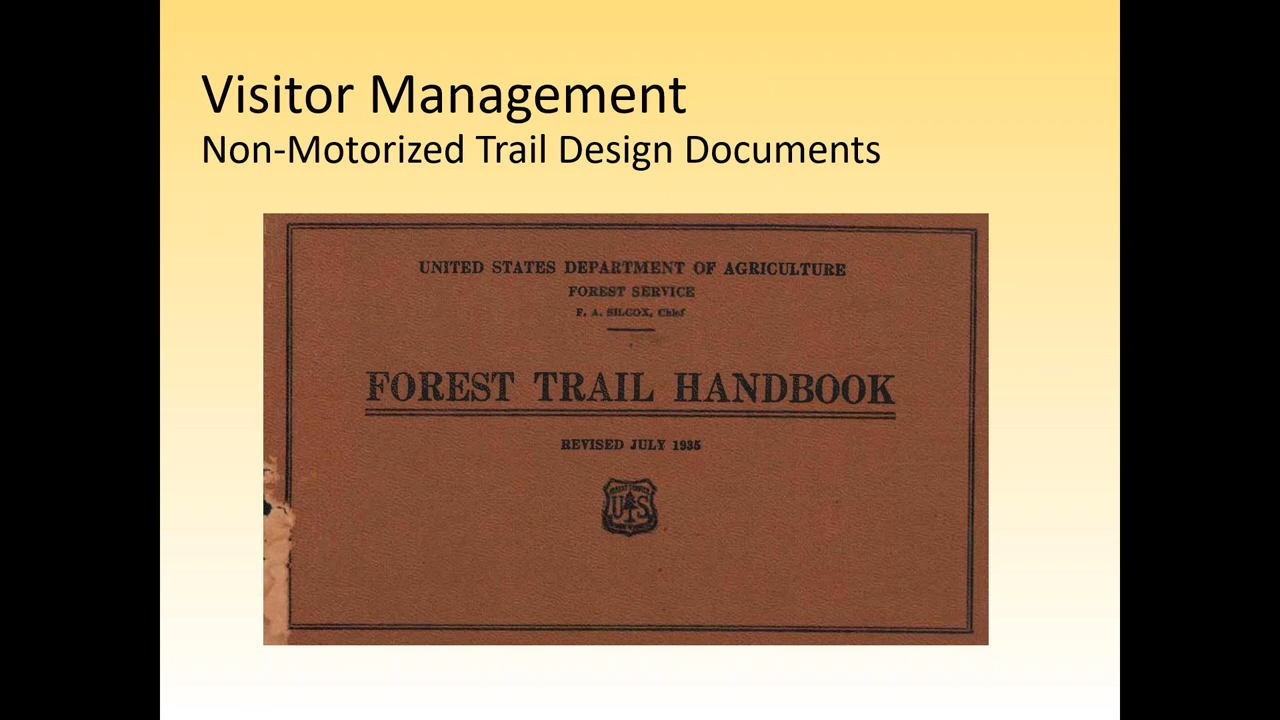 Visitor Management
Non-Motorized Trail Design Documents
UNITED STATES DEPARTMENT OF AGRICULTURE
FOREST SERVICE
F. A. SILCOX, Chief
FOREST TRAIL HANDBOOK
REVISED JULY 1935
U S